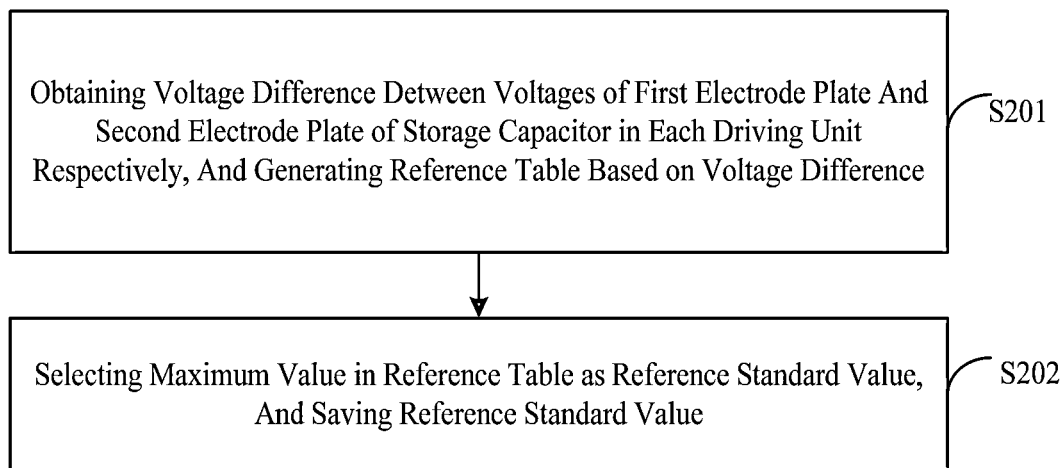 Obtaining Voltage Difference Detween Voltages of First Electrode Plate And
Second Electrode Plate of Storage Capacitor in Each Driving Unit
Respectively, And Generating Reference Table Based on Voltage Difference
S201
Selecting Maximum Value in Reference Table as Reference Standard Value,
And Saving Reference Standard Value
S202